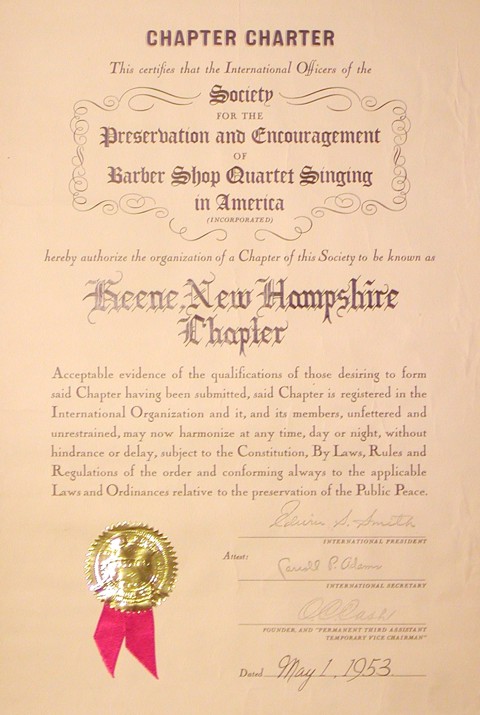 CHAPTER CHARTER
This certifies that the International Officers of the
Society
FOR THE
Preservation and Encouragement
OF
Barber Shop Quartet Singing
in America
(INCORPORATED)
hereby authorize the organization of a Chapter of this Society to be known as
Keene, New Hampshire
Chapter
Acceptable evidence of the qualifications of those desiring to form
said Chapter having been submitted, said Chapter is registered in the
International Organization and it, and its members, unfettered and
unrestrained, may now harmonize at any time, day or night, without
hindrance or delay, subject to the Constitution, By Laws, Rules and
Regulations of the order and conforming always to the applicable
Laws and Ordinances relative to the preservation of the Public Peace.
Edwin S. Smith
INTERNATIONAL PRESIDENT
Attest:
Carroll P. Adams
INTERNATIONAL SECRETARY
O.C. Cash
FOUNDER, AND "PERMANENT THIRD ASSISTANT
TEMPORARY VICE CHAIRMAN"
Dated May 1, 1953